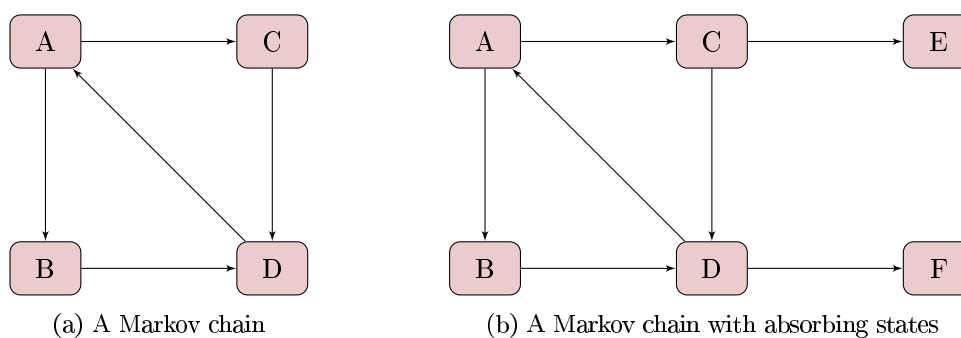 A C A C E
B D B D F
(a) A Markov chain (b) A Markov chain with absorbing states